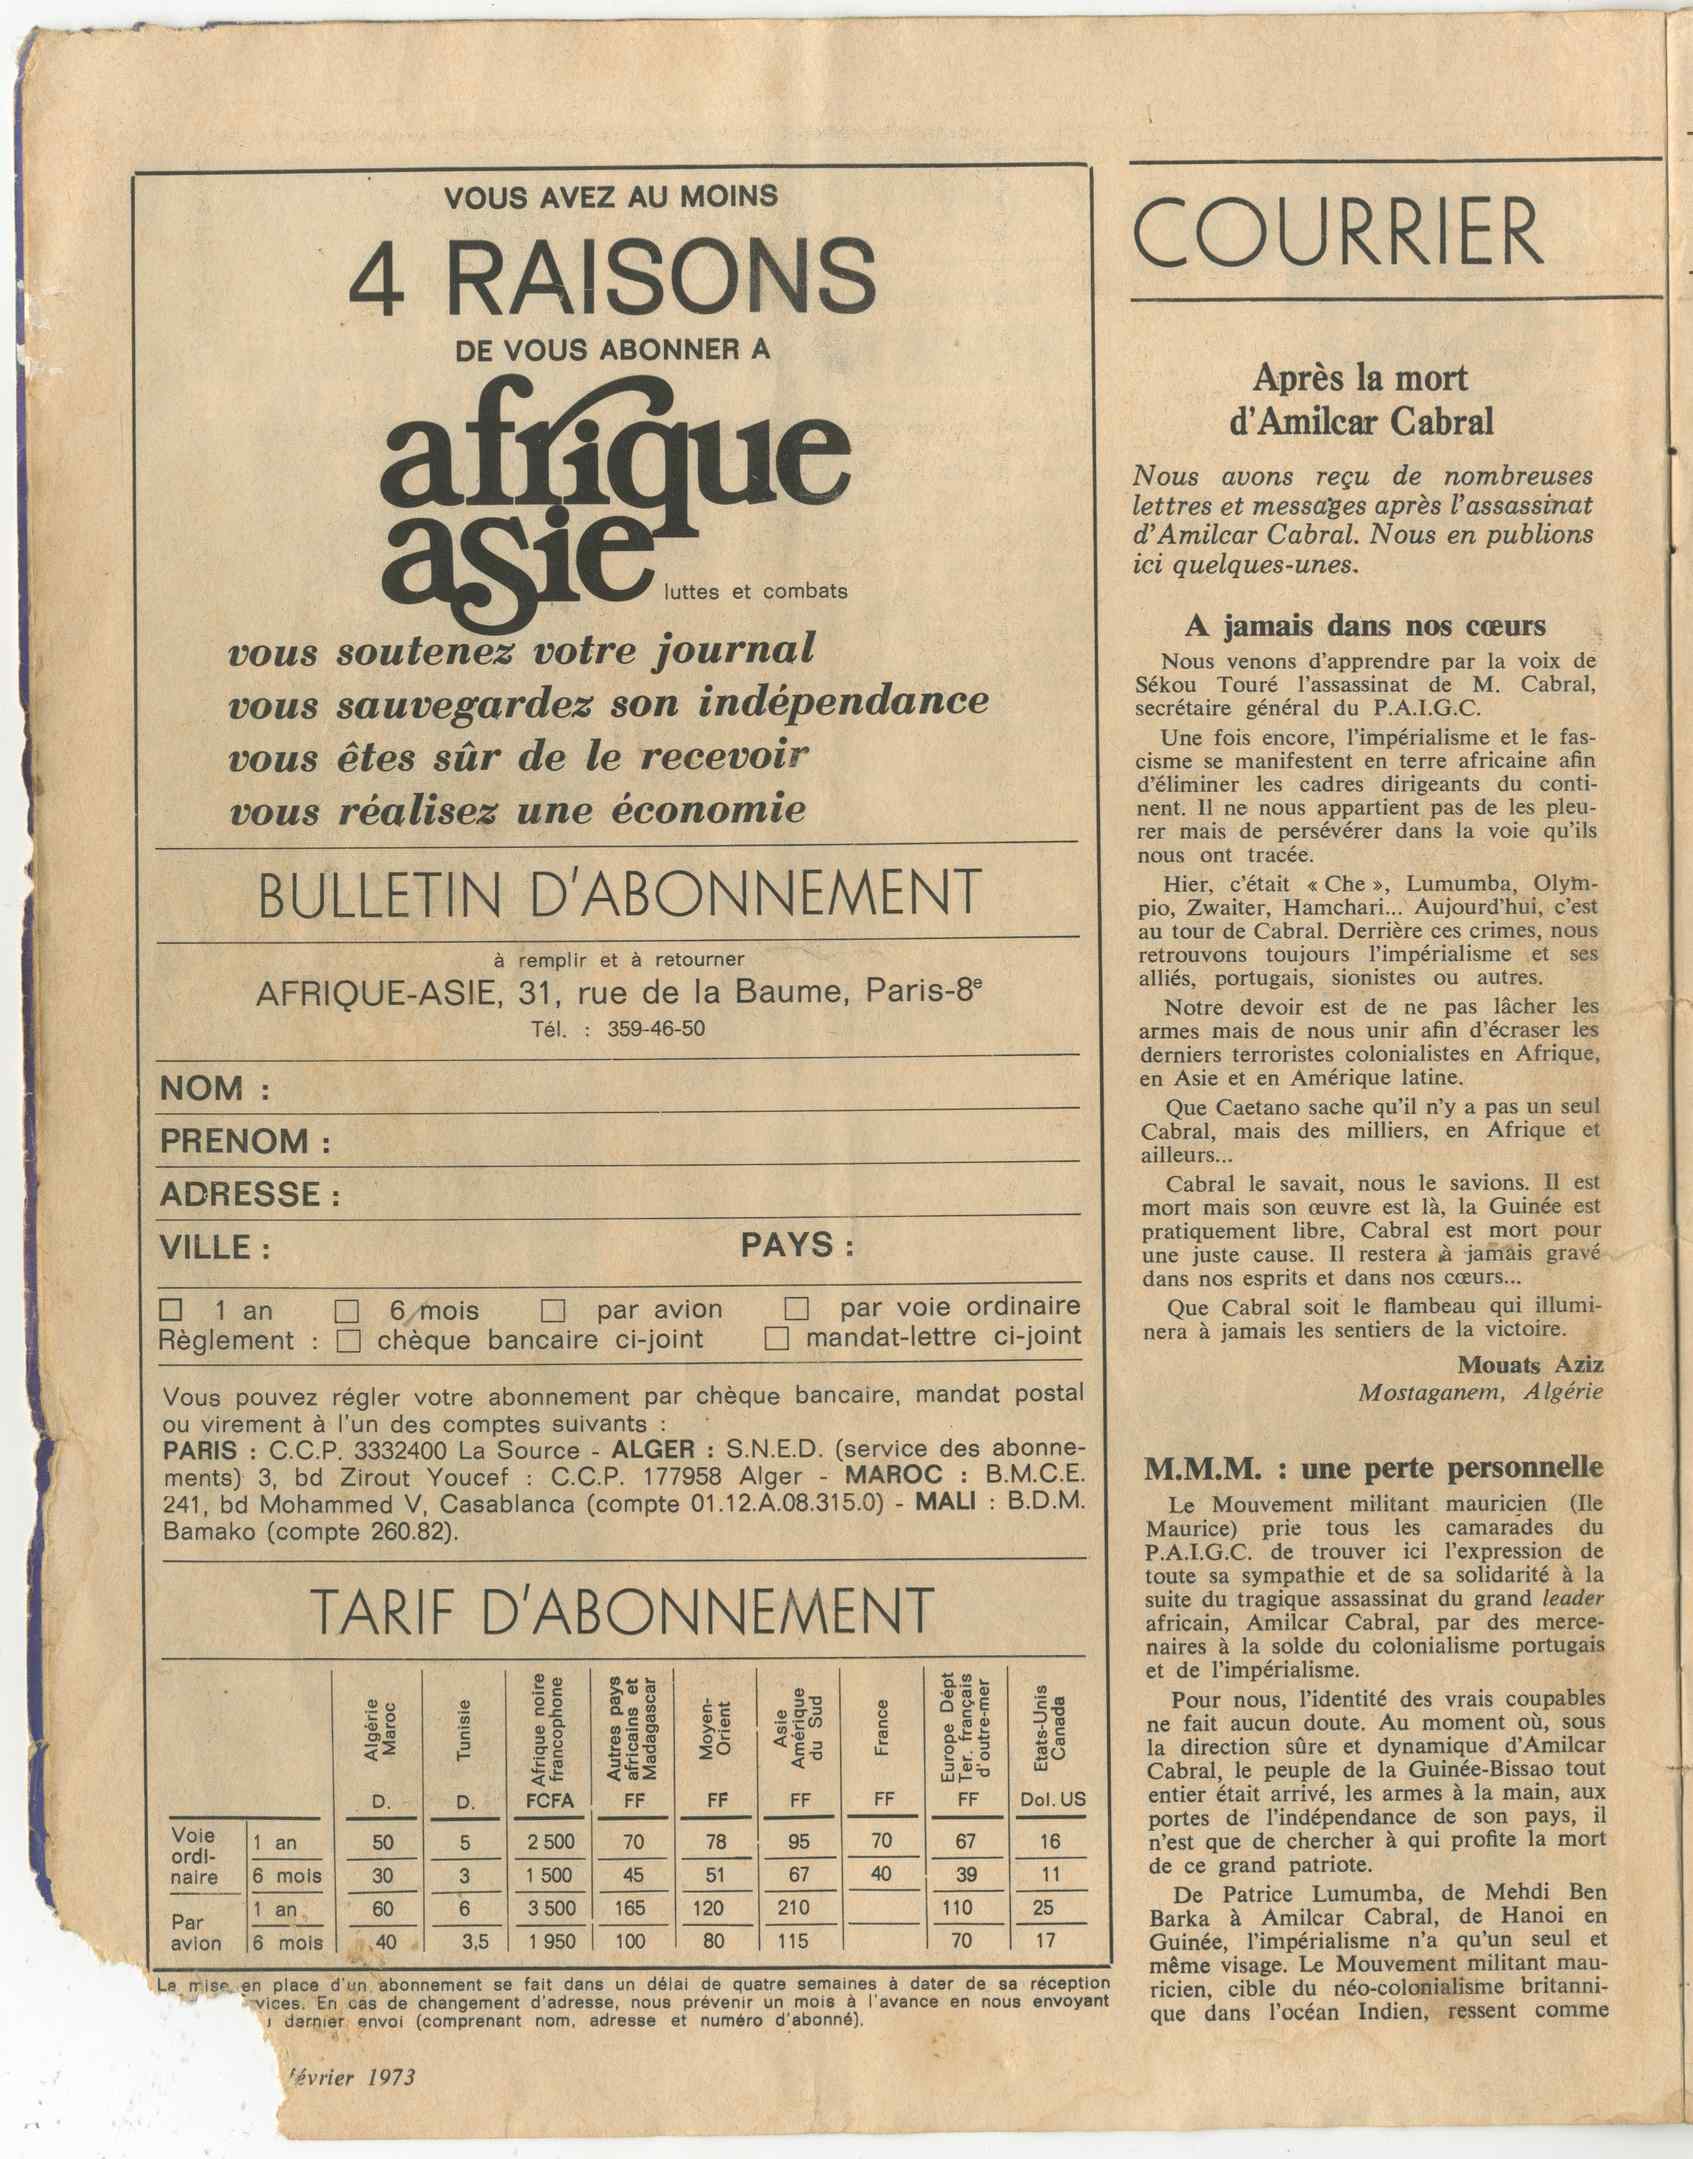 VOUS AVEZ AU MOINS
4 RAISONS
DE VOUS ABONNER A
afrique
asie
luttes et combats
vous soutenez votre journal
vous sauvegardez son indépendance
vous êtes sûr de le recevoir
vous réalisez une économie
BULLETIN D'ABONNEMENT
à remplir et à retourner
AFRIQUE-ASIE, 31, rue de la Baume, Paris-8e
Tél. : 359-46-50
NOM :
PRENOM :
ADRESSE :
VILLE : PAYS :
☐ 1 an ☐ 6 mois ☐ par avion ☐ par voie ordinaire
Règlement : ☐ chèque bancaire ci-joint ☐ mandat-lettre ci-joint
Vous pouvez régler votre abonnement par chèque bancaire, mandat postal
ou virement à l'un des comptes suivants :
PARIS : C.C.P. 3332400 La Source - ALGER : S.N.E.D. (service des abonne-
ments) 3, bd Zirout Youcef : C.C.P. 177958 Alger - MAROC : B.M.C.E.
241, bd Mohammed V, Casablanca (compte 01.12.A.08.315.0) - MALI : B.D.M.
Bamako (compte 260.82).
TARIF D'ABONNEMENT
Algérie Maroc
Tunisie
Afrique noire francophone
Autres pays africains et Madagascar
Moyen-Orient
Asie Amérique du Sud
France
Europe Dépt Ter. français d'outre-mer
Etats-Unis Canada
D. D. FCFA FF FF FF FF FF Dol. US
Voie ordi-naire 1 an 50 5 2 500 70 78 95 70 67 16
6 mois 30 3 1 500 45 51 67 40 39 11
Par avion 1 an 60 6 3 500 165 120 210 110 25
6 mois 40 3,5 1 950 100 80 115 70 17
La mise en place d'un abonnement se fait dans un délai de quatre semaines à dater de sa réception
vices. En cas de changement d'adresse, nous prévenir un mois à l'avance en nous envoyant
dernier envoi (comprenant nom, adresse et numéro d'abonné).
février 1973
COURRIER
Après la mort
d'Amilcar Cabral
Nous avons reçu de nombreuses
lettres et messages après l'assassinat
d'Amilcar Cabral. Nous en publions
ici quelques-unes.
A jamais dans nos cœurs
Nous venons d'apprendre par la voix de
Sékou Touré l'assassinat de M. Cabral,
secrétaire général du P.A.I.G.C.
Une fois encore, l'impérialisme et le fas-
cisme se manifestent en terre africaine afin
d'éliminer les cadres dirigeants du conti-
nent. Il ne nous appartient pas de les pleu-
rer mais de persévérer dans la voie qu'ils
nous ont tracée.
Hier, c'était « Che », Lumumba, Olym-
pio, Zwaiter, Hamchari... Aujourd'hui, c'est
au tour de Cabral. Derrière ces crimes, nous
retrouvons toujours l'impérialisme et ses
alliés, portugais, sionistes ou autres.
Notre devoir est de ne pas lâcher les
armes mais de nous unir afin d'écraser les
derniers terroristes colonialistes en Afrique,
en Asie et en Amérique latine.
Que Caetano sache qu'il n'y a pas un seul
Cabral, mais des milliers, en Afrique et
ailleurs...
Cabral le savait, nous le savions. Il est
mort mais son œuvre est là, la Guinée est
pratiquement libre, Cabral est mort pour
une juste cause. Il restera à jamais gravé
dans nos esprits et dans nos cœurs...
Que Cabral soit le flambeau qui illumi-
nera à jamais les sentiers de la victoire.
Mouats Aziz
Mostaganem, Algérie
M.M.M. : une perte personnelle
Le Mouvement militant mauricien (Ile
Maurice) prie tous les camarades du
P.A.I.G.C. de trouver ici l'expression de
toute sa sympathie et de sa solidarité à la
suite du tragique assassinat du grand leader
africain, Amilcar Cabral, par des merce-
naires à la solde du colonialisme portugais
et de l'impérialisme.
Pour nous, l'identité des vrais coupables
ne fait aucun doute. Au moment où, sous
la direction sûre et dynamique d'Amilcar
Cabral, le peuple de la Guinée-Bissao tout
entier était arrivé, les armes à la main, aux
portes de l'indépendance de son pays, il
n'est que de chercher à qui profite la mort
de ce grand patriote.
De Patrice Lumumba, de Mehdi Ben
Barka à Amilcar Cabral, de Hanoi en
Guinée, l'impérialisme n'a qu'un seul et
même visage. Le Mouvement militant mau-
ricien, cible du néo-colonialisme britanni-
que dans l'océan Indien, ressent comme